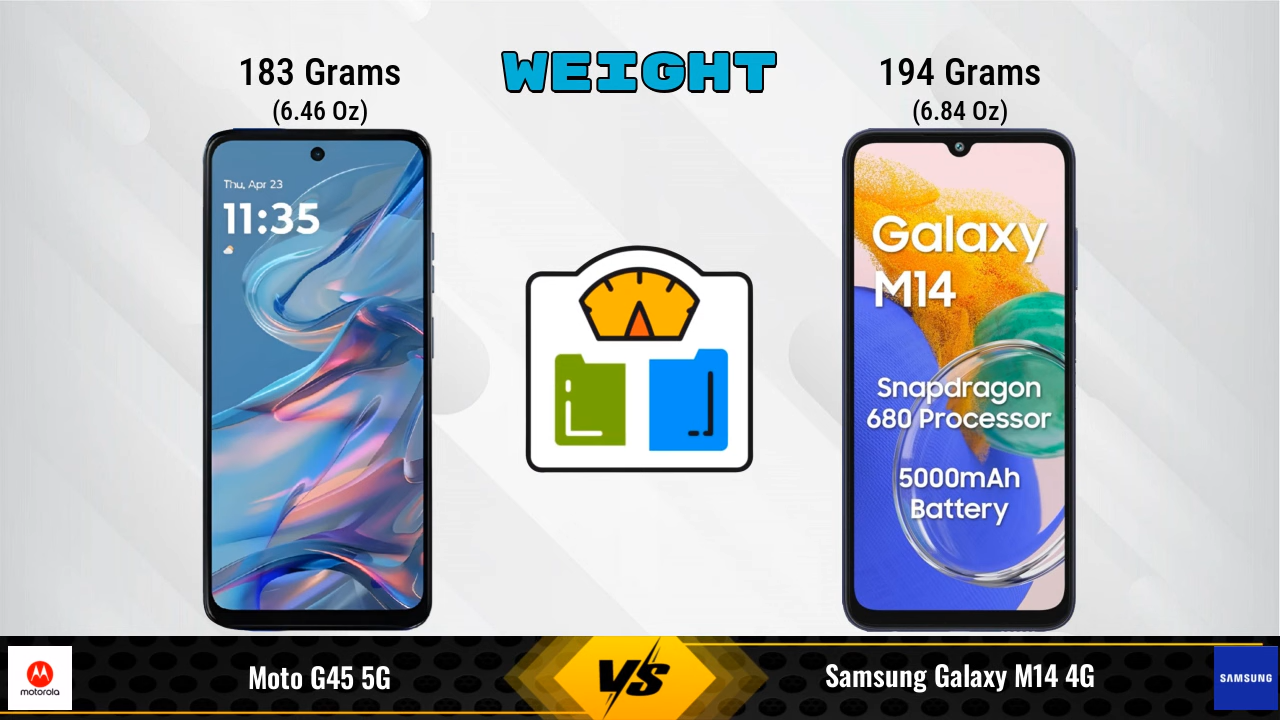 WEIGHT
183 Grams
(6.46 Oz)
194 Grams
(6.84 Oz)
Thu, Apr 23
11:35
Galaxy
M14
Snapdragon
680 Processor
5000mAh
Battery
motorola
Moto G45 5G
VS
Samsung Galaxy M14 4G
SAMSUNG